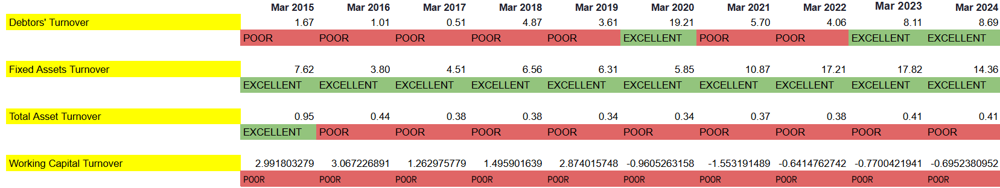 Mar 2015 Mar 2016 Mar 2017 Mar 2018 Mar 2019 Mar 2020 Mar 2021 Mar 2022 Mar 2023 Mar 2024
Debtors' Turnover 1.67 1.01 0.51 4.87 3.61 19.21 5.70 4.06 8.11 8.69
POOR POOR POOR POOR POOR EXCELLENT POOR POOR EXCELLENT EXCELLENT
Fixed Assets Turnover 7.62 3.80 4.51 6.56 6.31 5.85 10.87 17.21 17.82 14.36
EXCELLENT EXCELLENT EXCELLENT EXCELLENT EXCELLENT EXCELLENT EXCELLENT EXCELLENT EXCELLENT EXCELLENT
Total Asset Turnover 0.95 0.44 0.38 0.38 0.34 0.34 0.37 0.38 0.41 0.41
EXCELLENT POOR POOR POOR POOR POOR POOR POOR POOR POOR
Working Capital Turnover 2.991803279 3.067226891 1.262975779 1.495901639 2.874015748 -0.9605263158 -1.553191489 -0.6414762742 -0.7700421941 -0.6952380952
POOR POOR POOR POOR POOR POOR POOR POOR POOR POOR